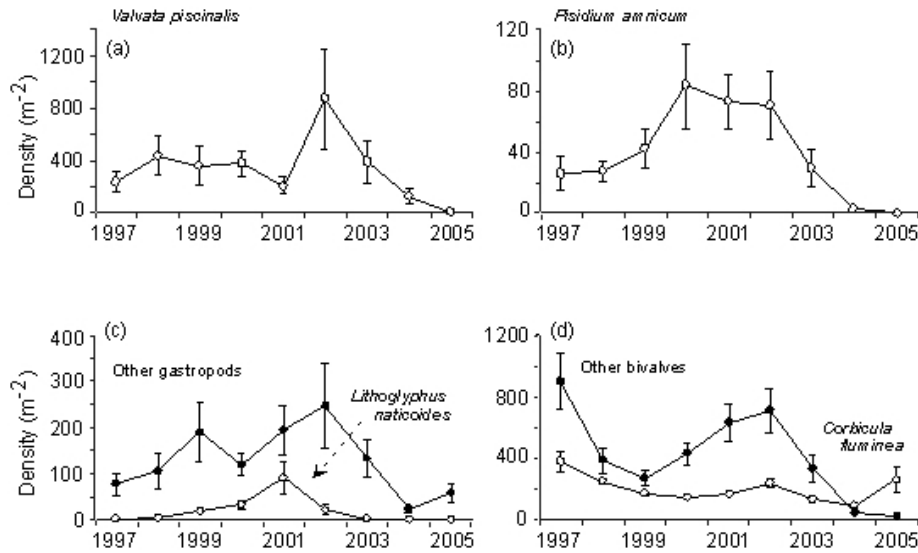 Valvata piscinalis
(a)
Density (m⁻²)
1200
800
400
0
1997 1999 2001 2003 2005
Pisidium amnicum
(b)
120
80
40
0
1997 1999 2001 2003 2005
(c)
Density (m⁻²)
400
300
200
100
0
Other gastropods
Lithoglyphus
naticoides
1997 1999 2001 2003 2005
(d)
1200
800
400
0
Other bivalves
Corbicula
fluminea
1997 1999 2001 2003 2005